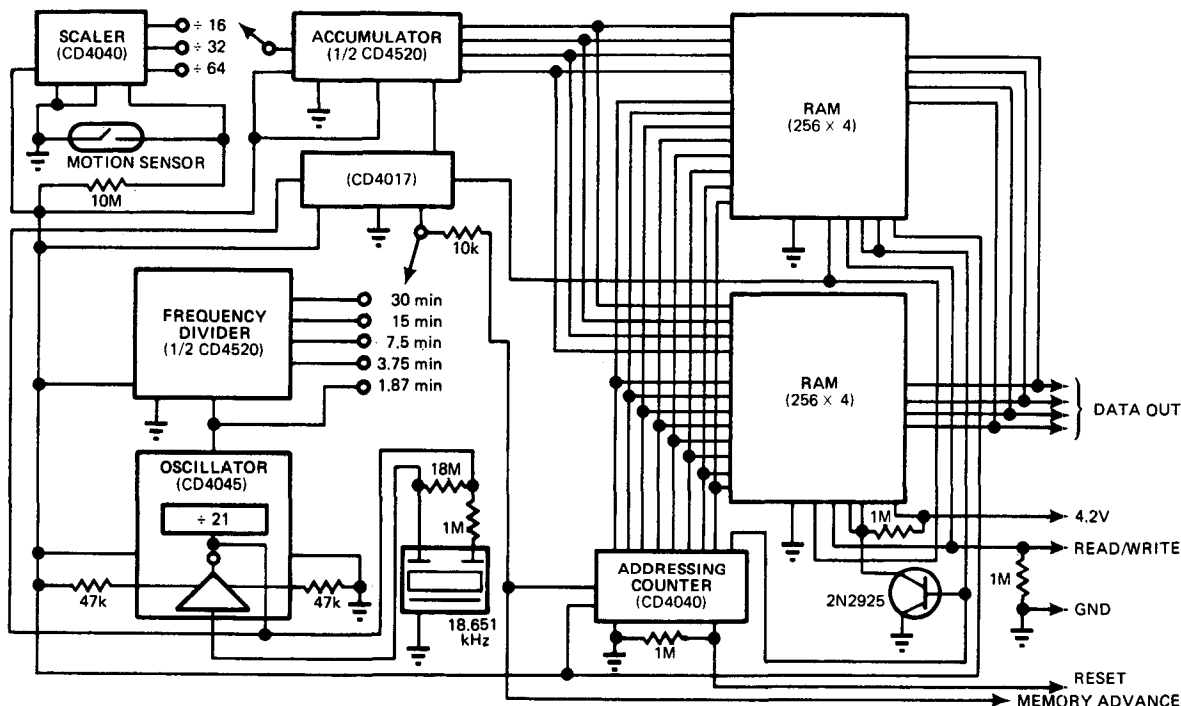 SCALER
(CD4040)
÷ 16
÷ 32
÷ 64
ACCUMULATOR
(1/2 CD4520)
RAM
(256 × 4)
MOTION SENSOR
10M
(CD4017)
10k
FREQUENCY
DIVIDER
(1/2 CD4520)
30 min
15 min
7.5 min
3.75 min
1.87 min
RAM
(256 × 4)
DATA OUT
OSCILLATOR
(CD4045)
÷ 21
18M
1M
47k
47k
18.651
kHz
ADDRESSING
COUNTER
(CD4040)
1M
1M
4.2V
READ/WRITE
1M
2N2925
GND
RESET
MEMORY ADVANCE